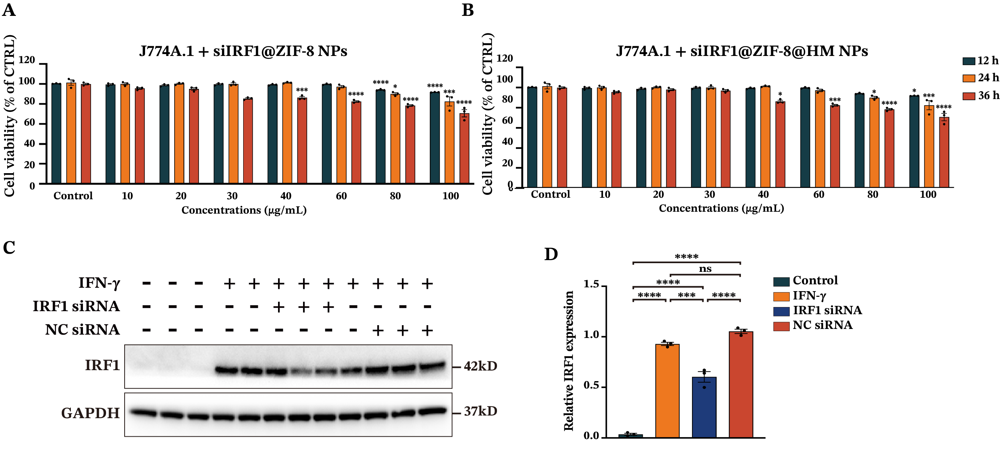 A
J774A.1 + siIRF1@ZIF-8 NPs
Cell viability (% of CTRL)
120
100
80
60
40
20
0
**** * **** *** ***
*** **** **** ****
Control 10 20 30 40 60 80 100
Concentrations (μg/mL)
B
J774A.1 + siIRF1@ZIF-8@HM NPs
Cell viability (% of CTRL)
120
100
80
60
40
20
0
* *** * **** * *** ****
Control 10 20 30 40 60 80 100
Concentrations (μg/mL)
12 h
24 h
36 h
C
IFN-γ - - - + + + + + + + + +
IRF1 siRNA - - - - - + + + - - - -
NC siRNA - - - - - - - - - + + +
IRF1
42kD
GAPDH
37kD
D
****
ns
****
**** *** ****
Relative IRF1 expression
1.5
1.0
0.5
0.0
Control
IFN-γ
IRF1 siRNA
NC siRNA